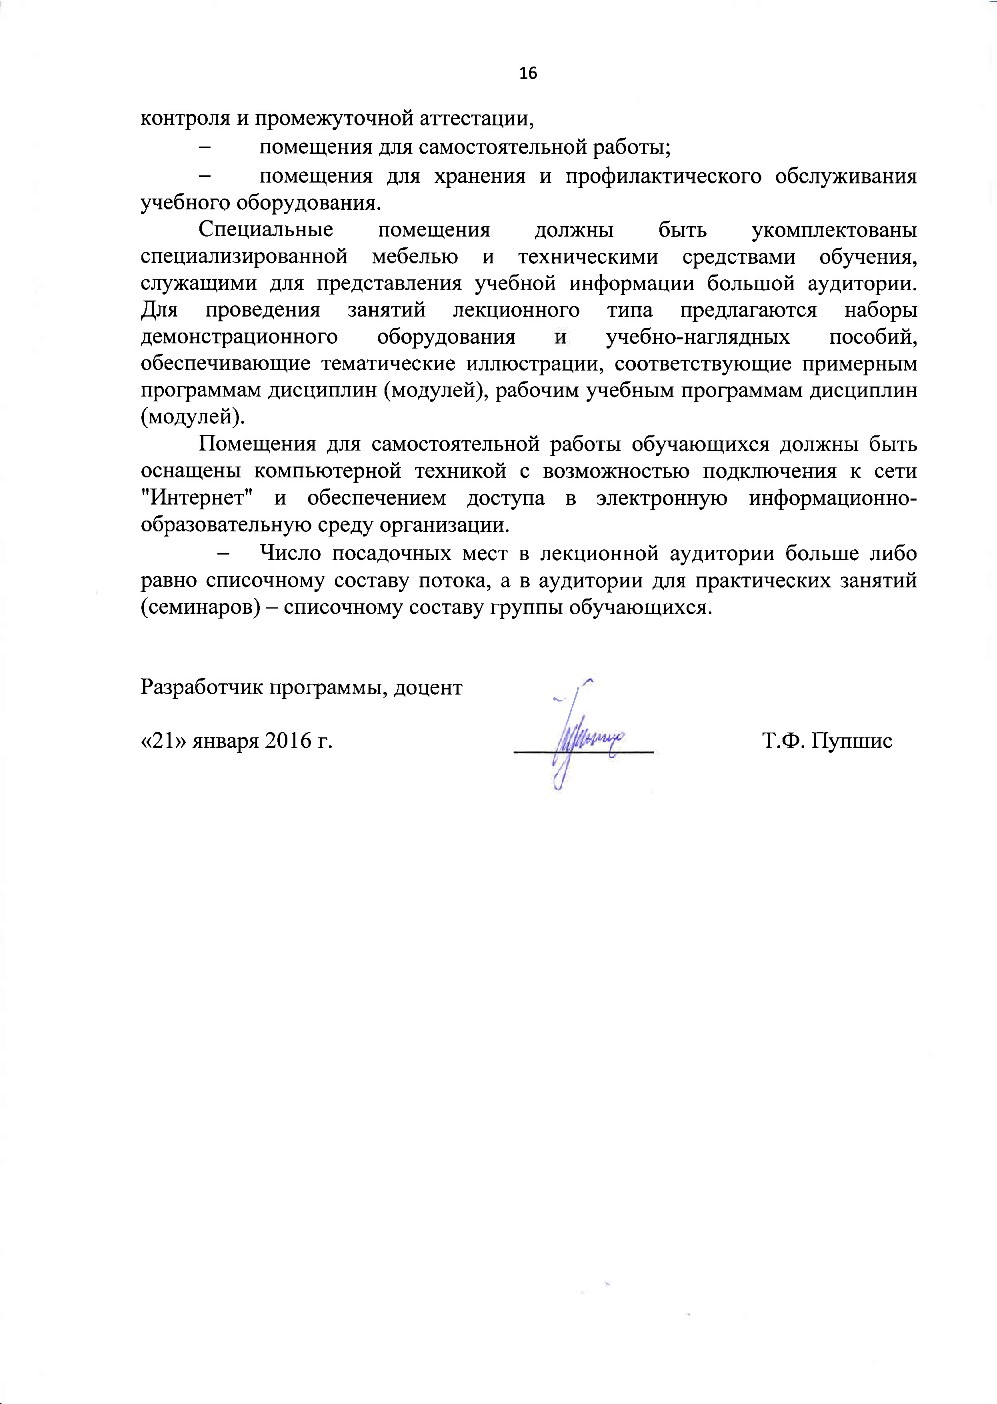 16
контроля и промежуточной аттестации,
– помещения для самостоятельной работы;
– помещения для хранения и профилактического обслуживания
учебного оборудования.
Специальные помещения должны быть укомплектованы
специализированной мебелью и техническими средствами обучения,
служащими для представления учебной информации большой аудитории.
Для проведения занятий лекционного типа предлагаются наборы
демонстрационного оборудования и учебно-наглядных пособий,
обеспечивающие тематические иллюстрации, соответствующие примерным
программам дисциплин (модулей), рабочим учебным программам дисциплин
(модулей).
Помещения для самостоятельной работы обучающихся должны быть
оснащены компьютерной техникой с возможностью подключения к сети
"Интернет" и обеспечением доступа в электронную информационно-
образовательную среду организации.
– Число посадочных мест в лекционной аудитории больше либо
равно списочному составу потока, а в аудитории для практических занятий
(семинаров) – списочному составу группы обучающихся.
Разработчик программы, доцент
«21» января 2016 г. Т.Ф. Пупшис